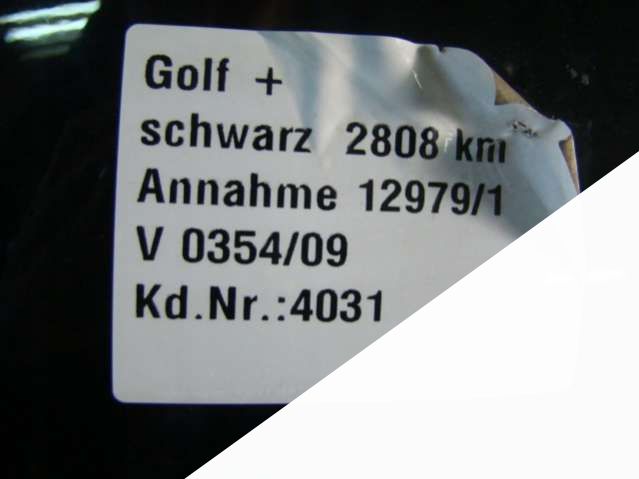 Golf +
schwarz 2808 km
Annahme 12979/1
V 0354/09
Kd.Nr.:4031